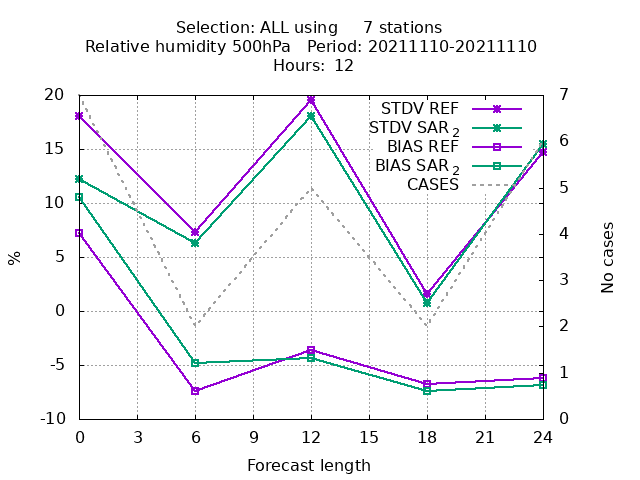 Selection: ALL using     7 stations
Relative humidity 500hPa   Period: 20211110-20211110
Hours: 12
STDV REF
STDV SAR 2
BIAS REF
BIAS SAR 2
CASES
20
15
10
5
0
-5
-10
%
7
6
5
4
3
2
1
0
No cases
0 3 6 9 12 15 18 21 24
Forecast length